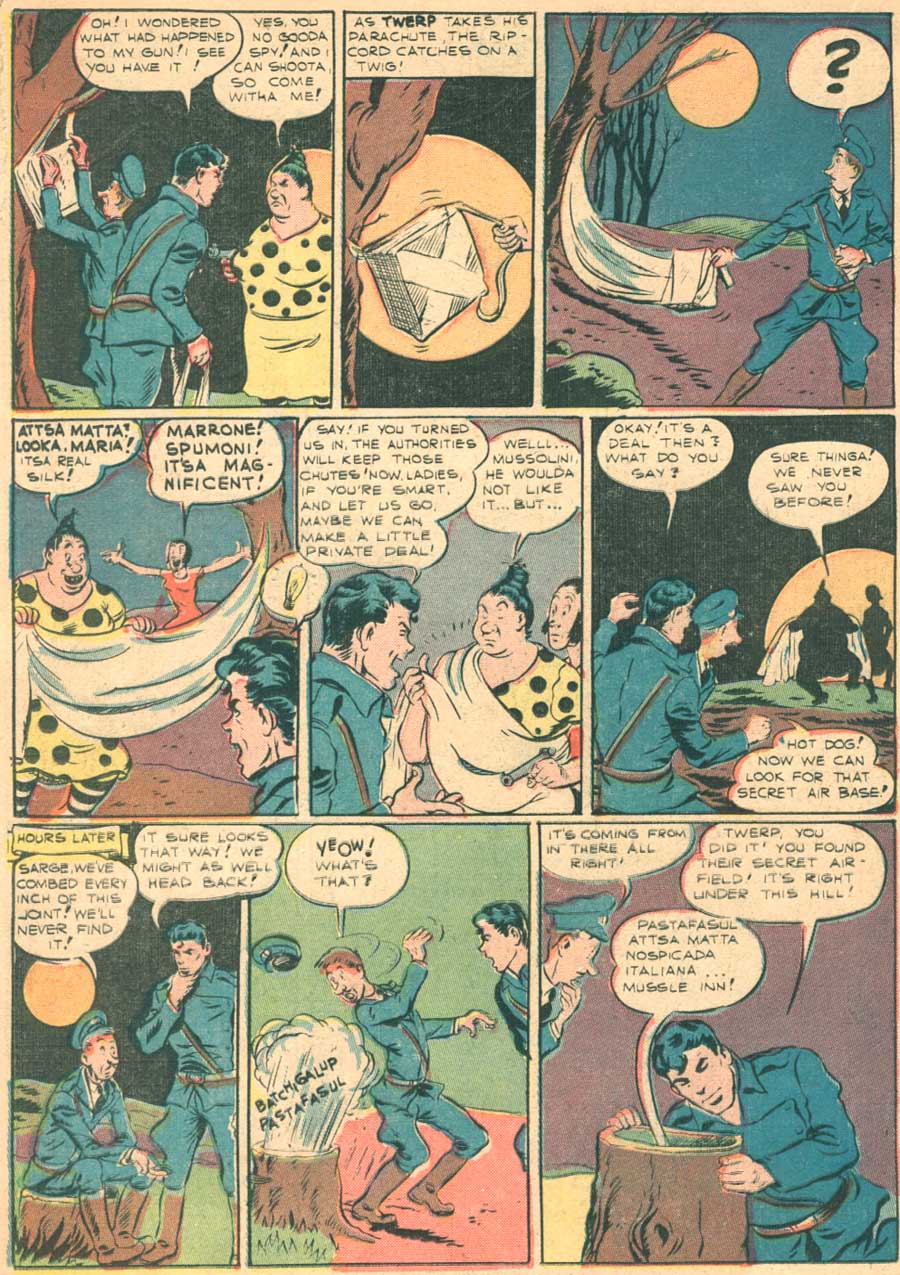 OH! I WONDERED
WHAT HAD HAPPENED
TO MY GUN! I SEE
YOU HAVE IT!
YES, YOU
NO GOODA
SPY! AND I
CAN SHOOTA,
SO COME
WITHA ME!
AS TWERP TAKES HIS
PARACHUTE, THE RIP-
CORD CATCHES ON A
TWIG!
?
ATTSA MATTA!
LOOKA, MARIA!
ITSA REAL
SILK!
MARRONE!
SPUMONI!
IT'SA MAG-
NIFICENT!
SAY! IF YOU TURNED
US IN, THE AUTHORITIES
WILL KEEP THOSE
CHUTES! NOW, LADIES,
IF YOU'RE SMART,
AND LET US GO,
MAYBE WE CAN
MAKE A LITTLE
PRIVATE DEAL!
WELLL...
MUSSOLINI,
HE WOULDA
NOT LIKE
IT...BUT...
OKAY! IT'S A
DEAL THEN?
WHAT DO YOU
SAY?
SURE THINGA!
WE NEVER
SAW YOU
BEFORE!
HOT DOG!
NOW WE CAN
LOOK FOR THAT
SECRET AIR BASE!
HOURS LATER
SARGE, WE'VE
COMBED EVERY
INCH OF THIS
JOINT! WE'LL
NEVER FIND
IT!
IT SURE LOOKS
THAT WAY! WE
MIGHT AS WELL
HEAD BACK!
YEOW!
WHAT'S
THAT?
BATCHIGALUP
PASTAFASUL
IT'S COMING FROM
IN THERE ALL
RIGHT!
TWERP, YOU
DID IT! YOU FOUND
THEIR SECRET AIR-
FIELD! IT'S RIGHT
UNDER THIS HILL!
PASTAFASUL
ATTSA MATTA
NOSPICADA
ITALIANA ...
MUSSLE INN!